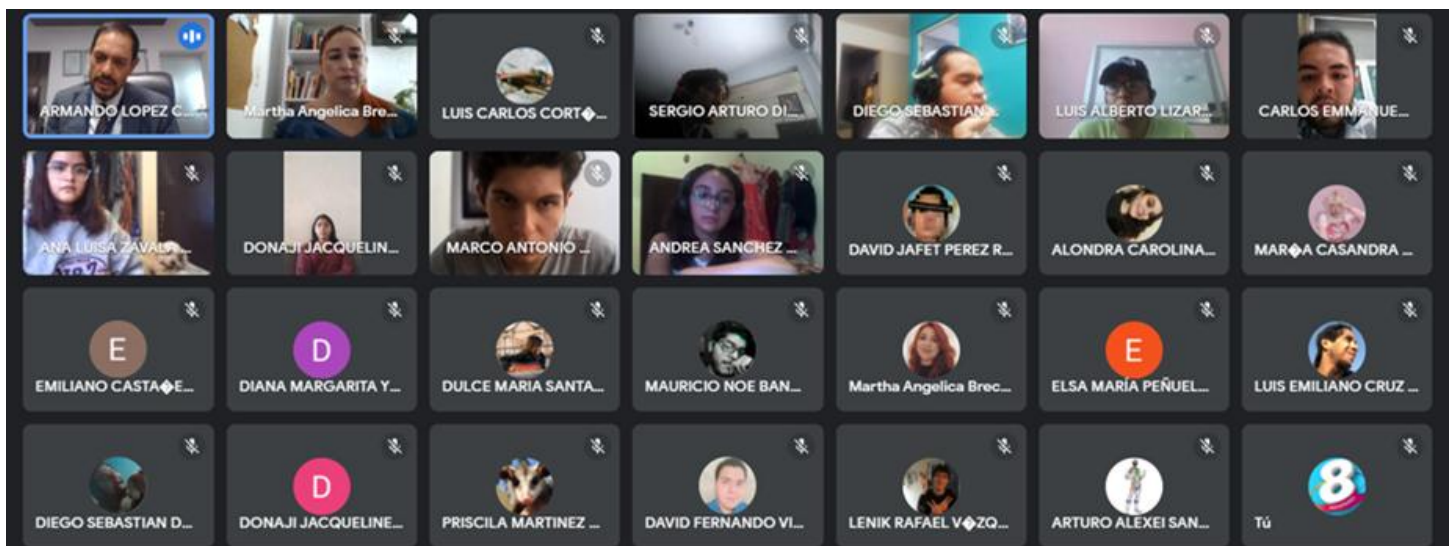 ARMANDO LOPEZ C...
Martha Angelica Bre...
LUIS CARLOS CORT�...
SERGIO ARTURO DI...
DIEGO SEBASTIAN...
LUIS ALBERTO LIZAR...
CARLOS EMMANUE...
ANA LUISA ZAVALA...
DONAJI JACQUELIN...
MARCO ANTONIO ...
ANDREA SANCHEZ ...
DAVID JAFET PEREZ R...
ALONDRA CAROLINA...
MAR�A CASANDRA ...
E
EMILIANO CASTA�E...
D
DIANA MARGARITA Y...
DULCE MARIA SANTA...
MAURICIO NOE BAN...
Martha Angelica Brec...
E
ELSA MARÍA PEÑUEL...
LUIS EMILIANO CRUZ ...
DIEGO SEBASTIAN D...
D
DONAJI JACQUELINE...
PRISCILA MARTINEZ ...
DAVID FERNANDO VI...
LENIK RAFAEL V�ZQ...
ARTURO ALEXEI SAN...
8
Tú